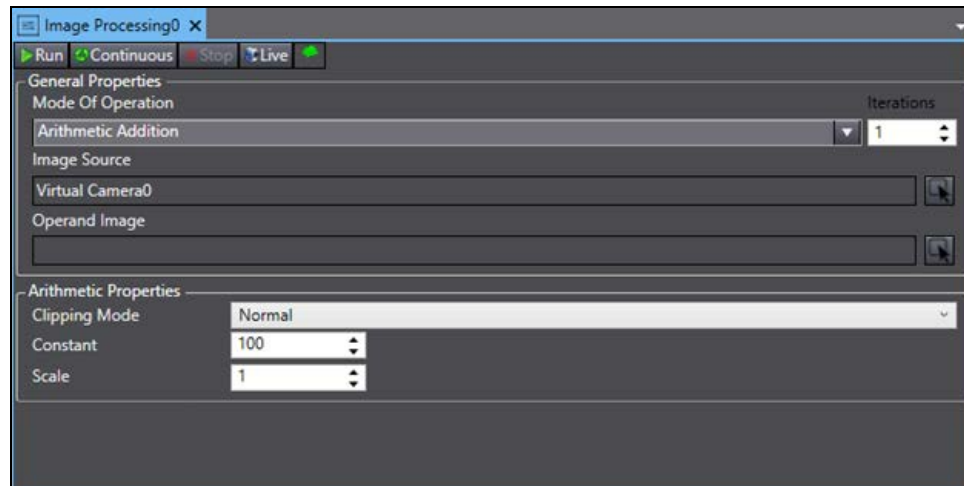 Image Processing0
Run Continuous Stop Live
General Properties
Mode Of Operation Iterations
Arithmetic Addition 1
Image Source
Virtual Camera0
Operand Image
Arithmetic Properties
Clipping Mode Normal
Constant 100
Scale 1